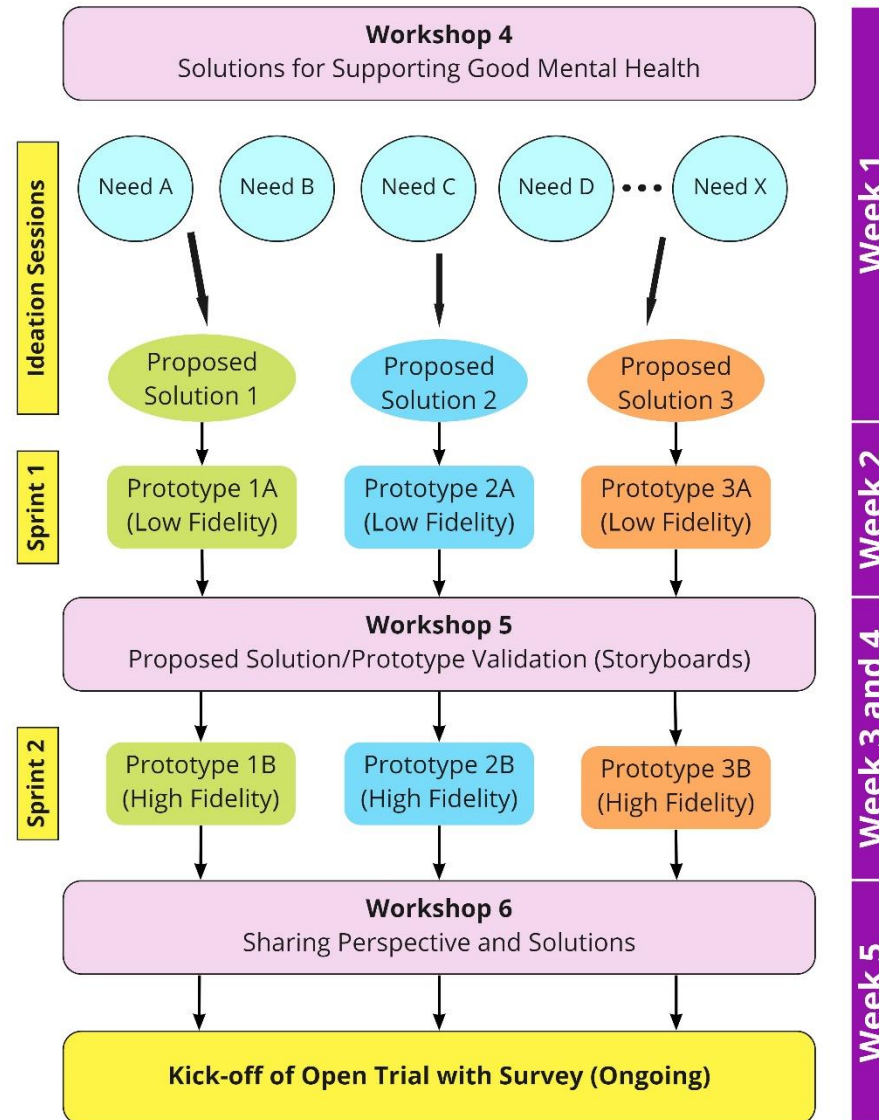 Workshop 4
Solutions for Supporting Good Mental Health
Week 1
Ideation Sessions
Need A
Need B
Need C
Need D
Need X
Proposed
Solution 1
Proposed
Solution 2
Proposed
Solution 3
Sprint 1
Prototype 1A
(Low Fidelity)
Prototype 2A
(Low Fidelity)
Prototype 3A
(Low Fidelity)
Week 2
Workshop 5
Proposed Solution/Prototype Validation (Storyboards)
Week 3 and 4
Sprint 2
Prototype 1B
(High Fidelity)
Prototype 2B
(High Fidelity)
Prototype 3B
(High Fidelity)
Workshop 6
Sharing Perspective and Solutions
Week 5
Kick-off of Open Trial with Survey (Ongoing)